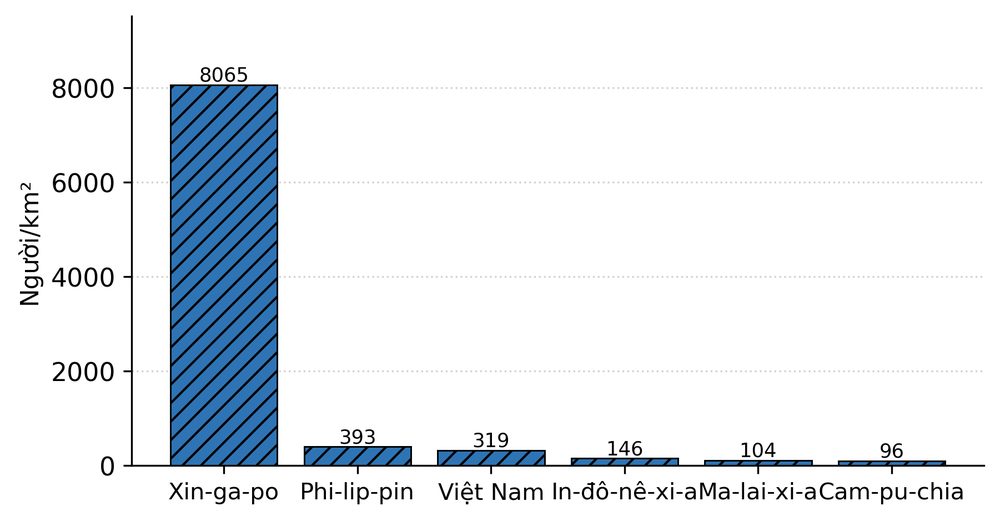 Người/km²
8000
6000
4000
2000
0
8065
393
319
146
104
96
Xin-ga-po
Phi-lip-pin
Việt Nam
In-đô-nê-xi-a
Ma-lai-xi-a
Cam-pu-chia